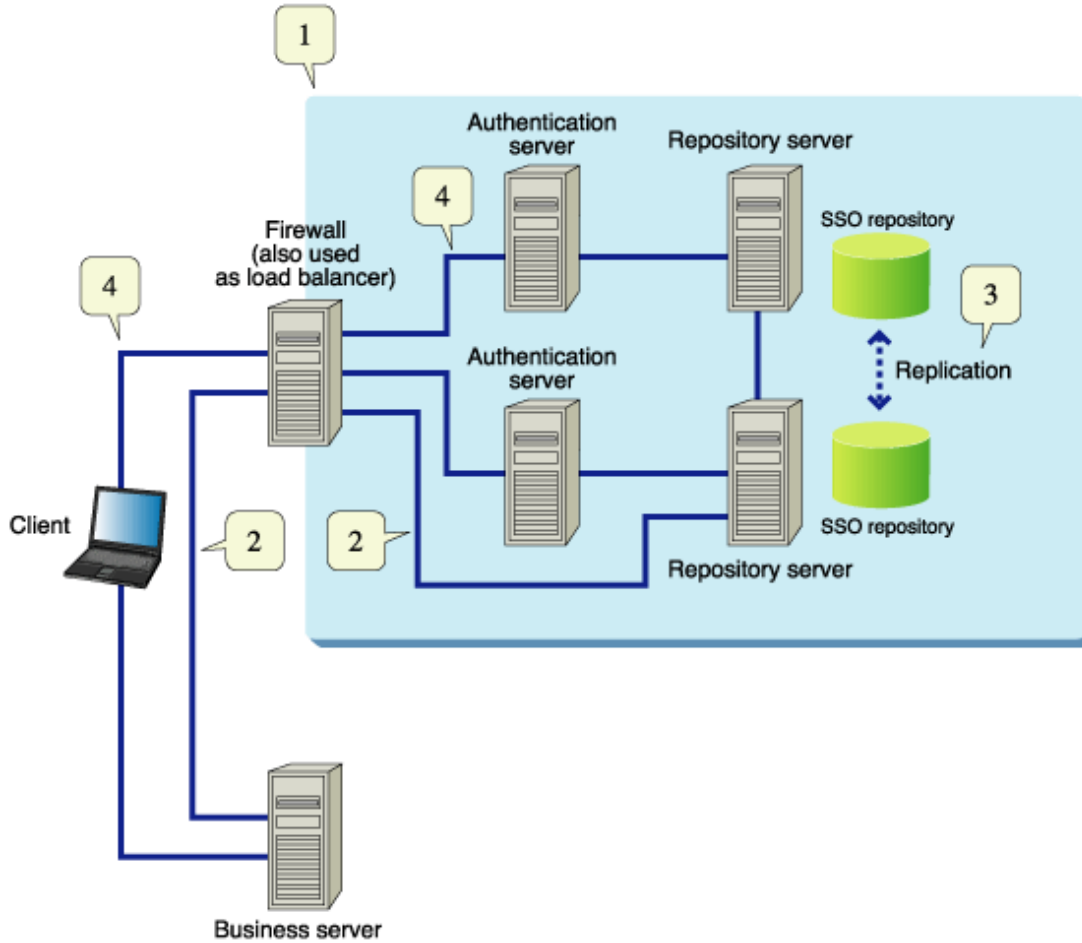 1
Authentication
server
Repository server
4
SSO repository
Firewall
(also used
as load balancer)
4
3
Authentication
server
Replication
Client
2
2
SSO repository
Repository server
Business server